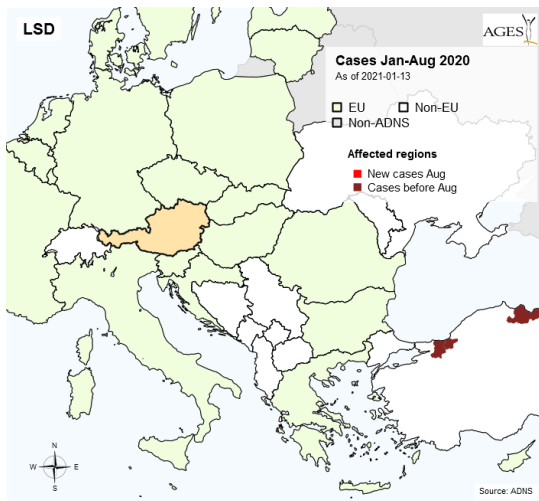 LSD
AGES
Cases Jan-Aug 2020
As of 2021-01-13
EU
Non-EU
Non-ADNS
Affected regions
New cases Aug
Cases before Aug
N
W
E
S
Source: ADNS